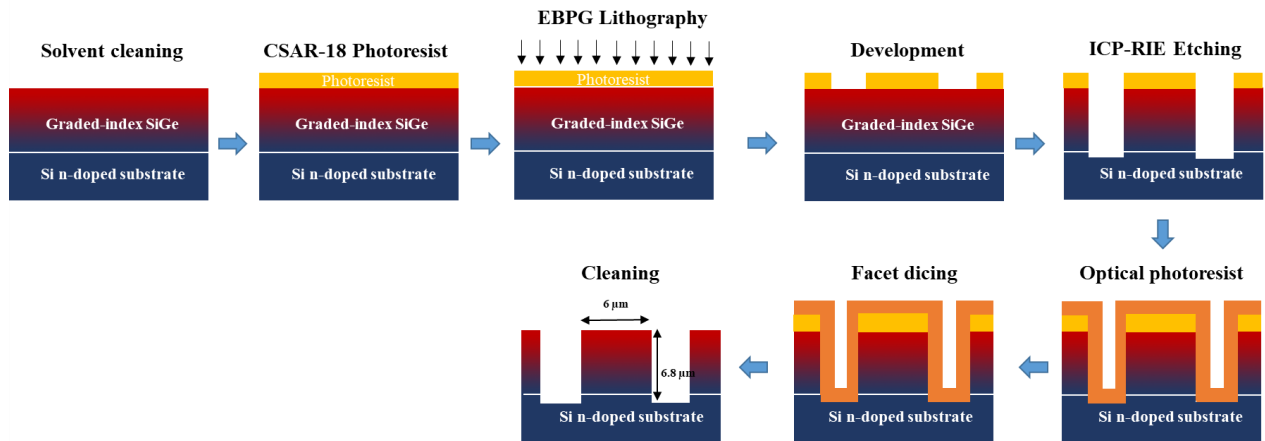 EBPG Lithography
Solvent cleaning
CSAR-18 Photoresist
Development
ICP-RIE Etching
Photoresist
Photoresist
Graded-index SiGe
Graded-index SiGe
Graded-index SiGe
Graded-index SiGe
Si n-doped substrate
Si n-doped substrate
Si n-doped substrate
Si n-doped substrate
Si n-doped substrate
Cleaning
Facet dicing
Optical photoresist
6 µm
6.8 µm
Si n-doped substrate
Si n-doped substrate
Si n-doped substrate